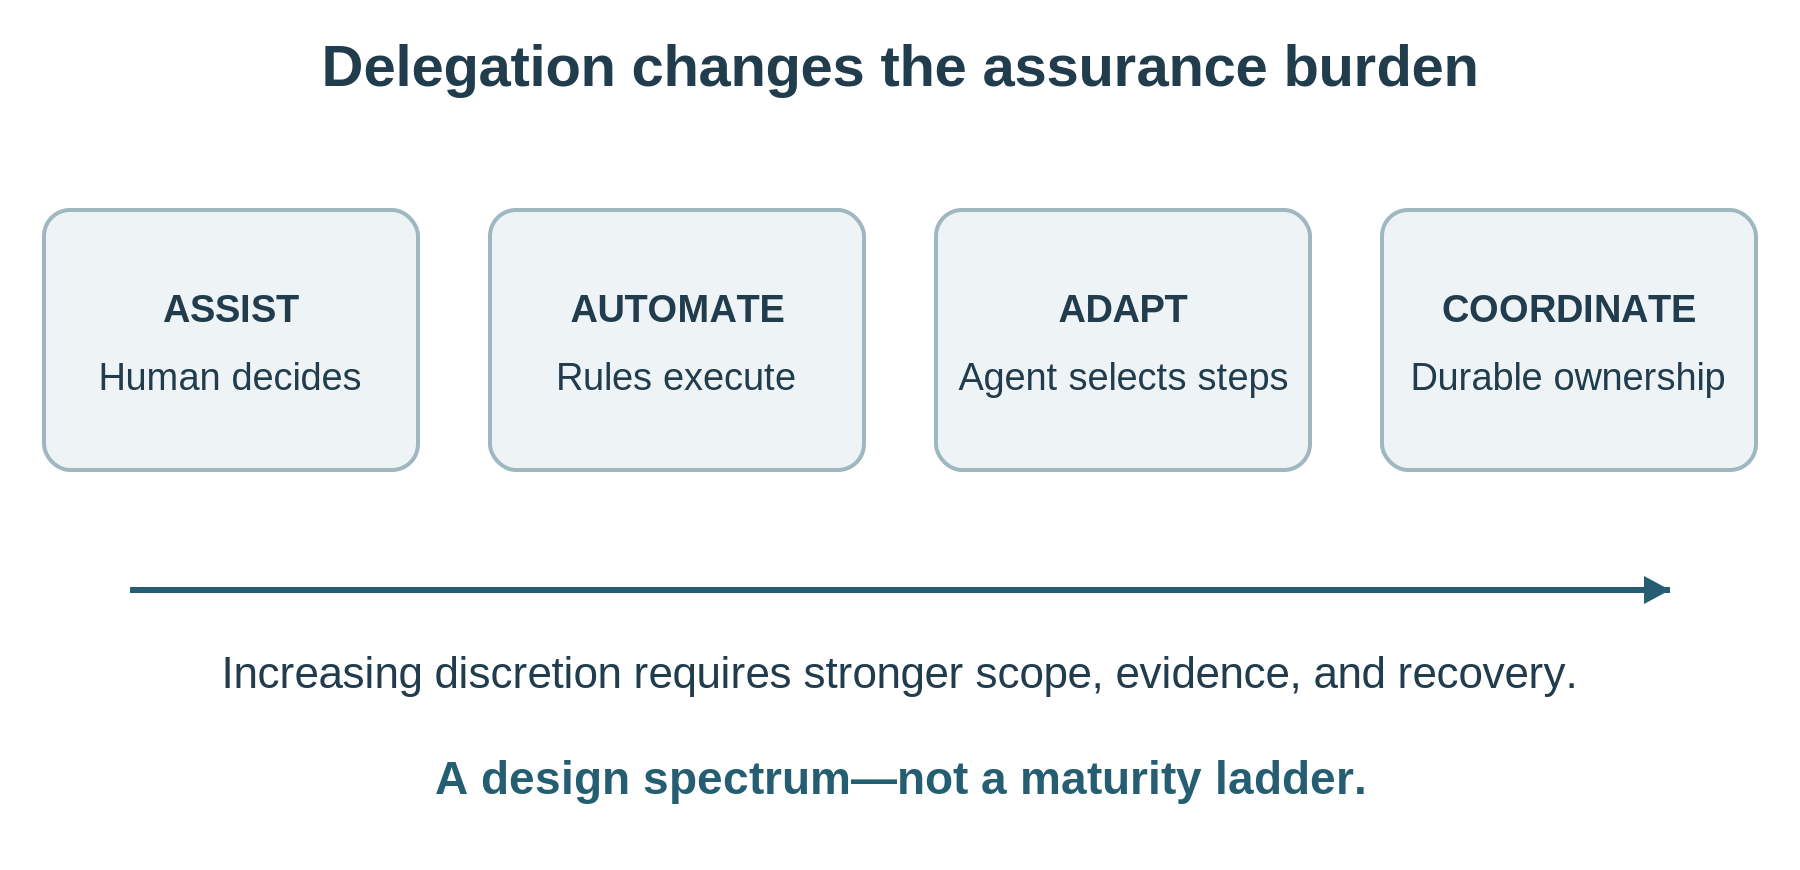 Delegation changes the assurance burden
ASSIST
Human decides
AUTOMATE
Rules execute
ADAPT
Agent selects steps
COORDINATE
Durable ownership
Increasing discretion requires stronger scope, evidence, and recovery.
A design spectrum—not a maturity ladder.